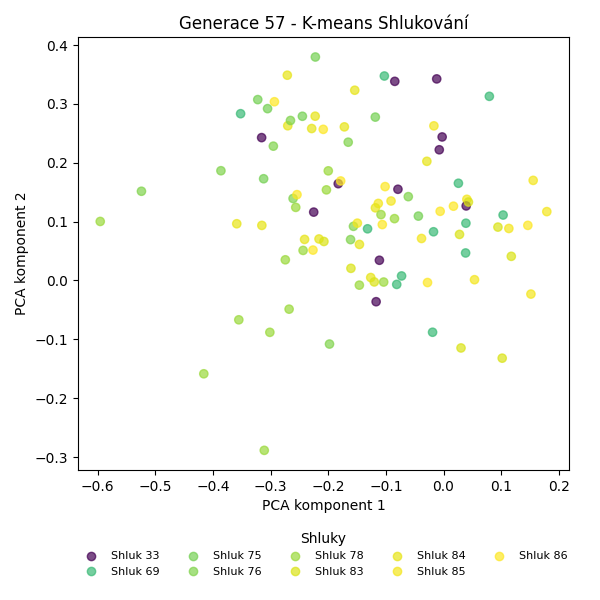 Generace 57 - K-means Shlukování
PCA komponent 2
0.4
0.3
0.2
0.1
0.0
−0.1
−0.2
−0.3
−0.6 −0.5 −0.4 −0.3 −0.2 −0.1 0.0 0.1 0.2
PCA komponent 1
Shluky
Shluk 33 Shluk 75 Shluk 78 Shluk 84 Shluk 86
Shluk 69 Shluk 76 Shluk 83 Shluk 85